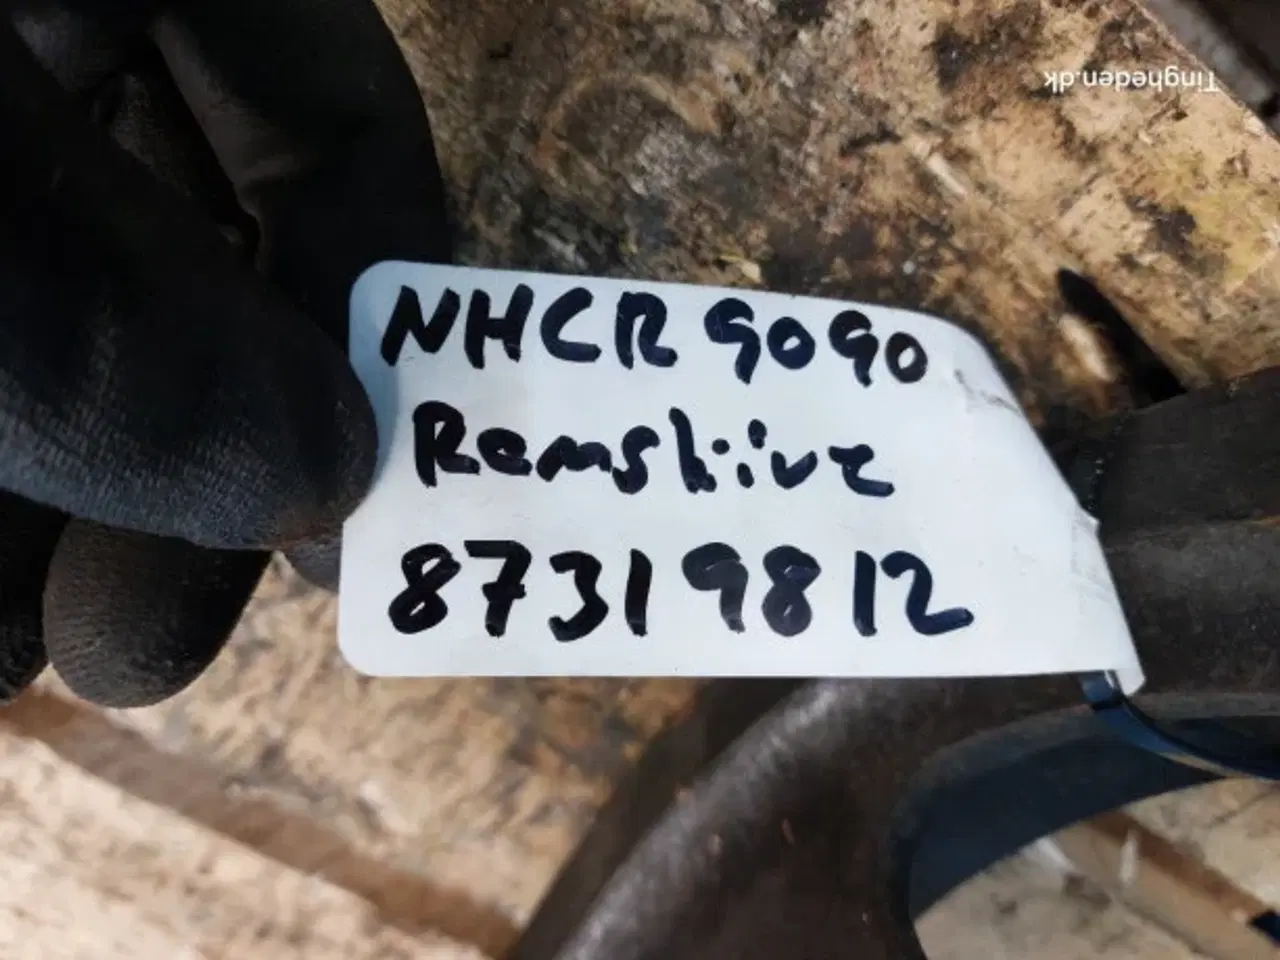 Tingheden.dk
NHCR 9090
Remskive
87319812